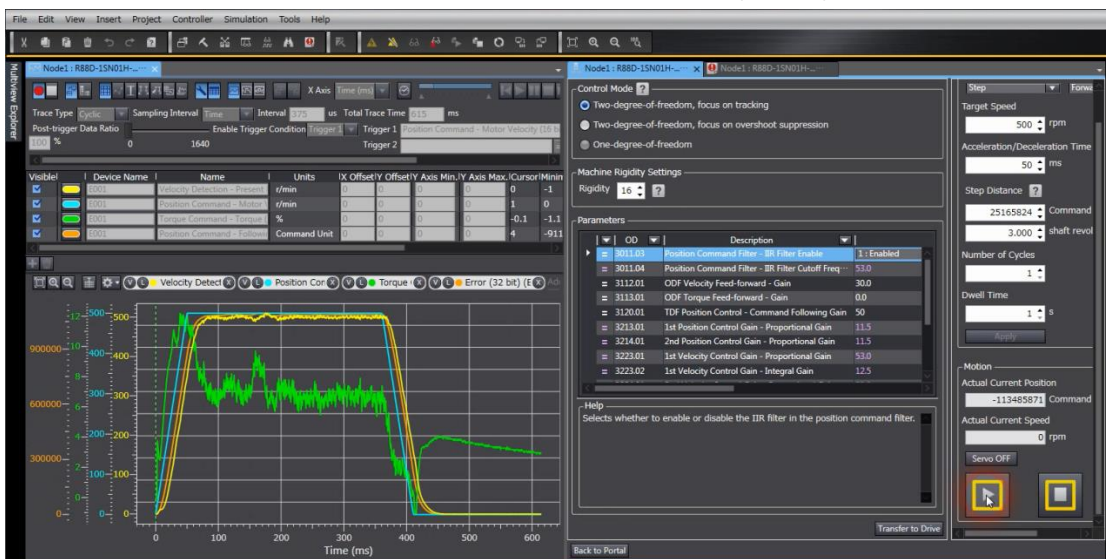 File Edit View Insert Project Controller Simulation Tools Help
Multiview Explorer
Node1 : R88D-1SN01H-...
X Axis Time (ms)
Trace Type Cyclic Sampling Interval Time Interval 375 us Total Trace Time 615 ms
Post-trigger Data Ratio Enable Trigger Condition Trigger 1 Trigger 1 Position Command - Motor Velocity (16 b
100 % 0 1640 Trigger 2
Visible Device Name Name Units X Offset Y Offset Y Axis Min. Y Axis Max. Cursor Minim
E001 Velocity Detection - Present r/min 0 0 0 0 0 -1
E001 Position Command - Motor r/min 0 0 0 0 1 0
E001 Torque Command - Torque % 0 0 0 0 -0.1 -1.1
E001 Position Command - Followi Command Unit 0 0 0 0 4 -911
V L Velocity Detecl X V L Position Cor X V L Torque X V L Error (32 bit) (E X
12 500 500
900000 10 400 400
8 300 300
600000 6
4 200 200
300000 2 100 100
0 0 0 0
0 100 200 300 400 500 600
Time (ms)
Node1 : R88D-1SN01H-... X Node1 : R88D-1SN01H-...
Control Mode ?
Two-degree-of-freedom, focus on tracking
Two-degree-of-freedom, focus on overshoot suppression
One-degree-of-freedom
Machine Rigidity Settings
Rigidity 16 ?
Parameters
OD Description
= 3011.03 Position Command Filter - IIR Filter Enable 1 : Enabled
= 3011.04 Position Command Filter - IIR Filter Cutoff Freq... 53.0
= 3112.01 ODF Velocity Feed-forward - Gain 30.0
= 3113.01 ODF Torque Feed-forward - Gain 0.0
= 3120.01 TDF Position Control - Command Following Gain 50
= 3213.01 1st Position Control Gain - Proportional Gain 11.5
= 3214.01 2nd Position Control Gain - Proportional Gain 11.5
= 3223.01 1st Velocity Control Gain - Proportional Gain 53.0
= 3223.02 1st Velocity Control Gain - Integral Gain 12.5
Help
Selects whether to enable or disable the IIR filter in the position command filter.
Transfer to Drive
Back to Portal
Step Forwa
Target Speed
500 rpm
Acceleration/Deceleration Time
50 ms
Step Distance ?
25165824 Command
3.000 shaft revol
Number of Cycles
1
Dwell Time
1 s
Apply
Motion
Actual Current Position
-113485871 Command
Actual Current Speed
0 rpm
Servo OFF